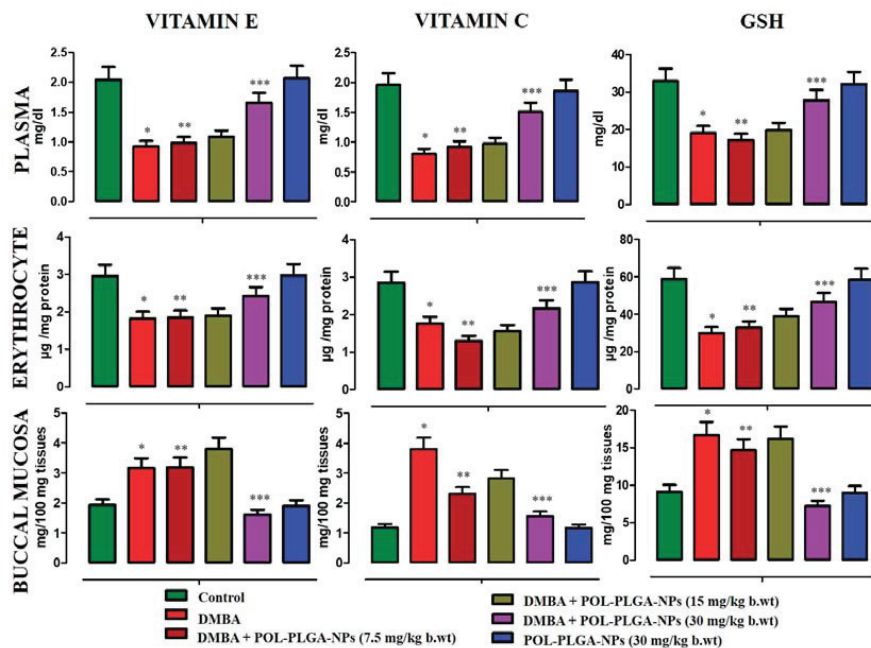 VITAMIN E VITAMIN C GSH
PLASMA
mg/dl
2.5
2.0
1.5
1.0
0.5
0.0
* ** ***
mg/dl
2.5
2.0
1.5
1.0
0.5
0.0
* ** ***
mg/dl
40
30
20
10
0
* ** ***
ERYTHROCYTE
µg /mg protein
4
3
2
1
0
* ** ***
µg /mg protein
4
3
2
1
0
* ** ***
µg /mg protein
80
60
40
20
0
* ** ***
BUCCAL MUCOSA
mg/100 mg tissues
5
4
3
2
1
0
* ** ***
mg/100 mg tissues
5
4
3
2
1
0
* ** ***
mg/100 mg tissues
20
15
10
5
0
* ** ***
Control
DMBA
DMBA + POL-PLGA-NPs (7.5 mg/kg b.wt)
DMBA + POL-PLGA-NPs (15 mg/kg b.wt)
DMBA + POL-PLGA-NPs (30 mg/kg b.wt)
POL-PLGA-NPs (30 mg/kg b.wt)